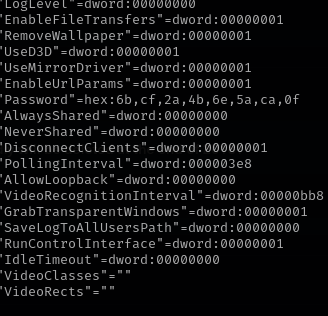 "LogLevel"=dword:00000000
"EnableFileTransfers"=dword:00000001
"RemoveWallpaper"=dword:00000001
"UseD3D"=dword:00000001
"UseMirrorDriver"=dword:00000001
"EnableUrlParams"=dword:00000001
"Password"=hex:6b,cf,2a,4b,6e,5a,ca,0f
"AlwaysShared"=dword:00000000
"NeverShared"=dword:00000000
"DisconnectClients"=dword:00000001
"PollingInterval"=dword:000003e8
"AllowLoopback"=dword:00000000
"VideoRecognitionInterval"=dword:00000bb8
"GrabTransparentWindows"=dword:00000001
"SaveLogToAllUsersPath"=dword:00000000
"RunControlInterface"=dword:00000001
"IdleTimeout"=dword:00000000
"VideoClasses"=""
"VideoRects"=""